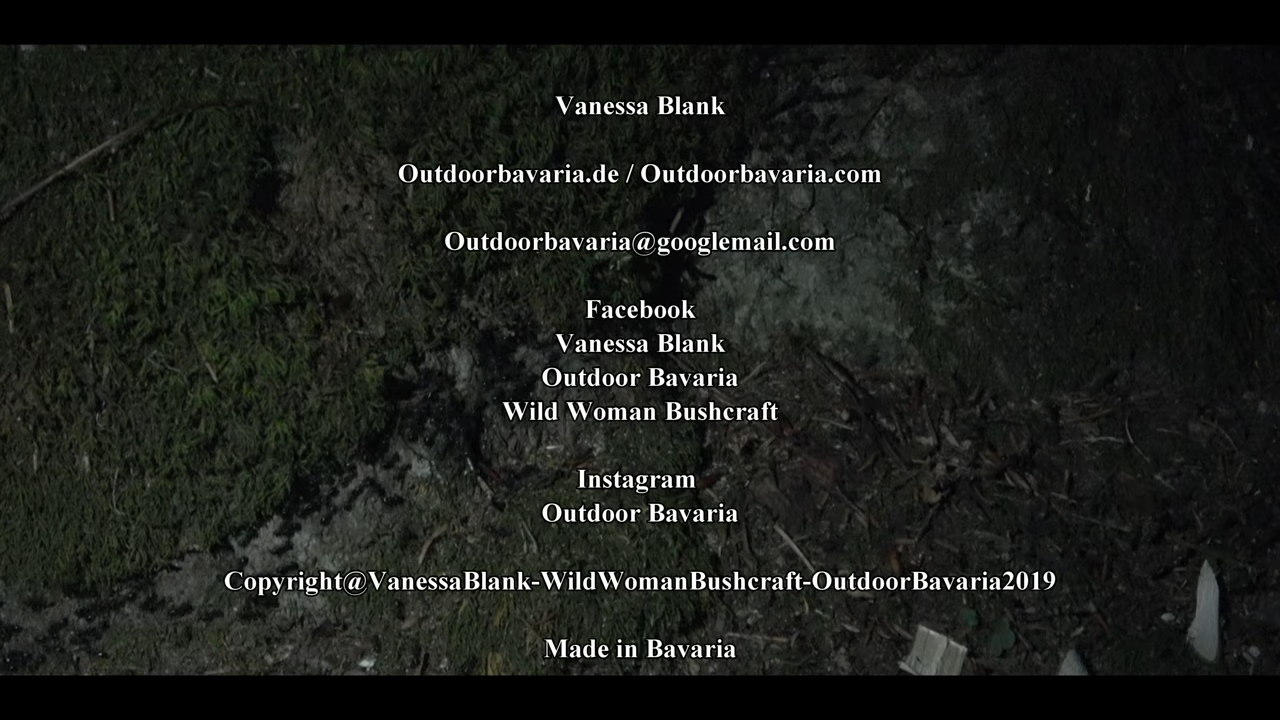 Vanessa Blank
Outdoorbavaria.de / Outdoorbavaria.com
Outdoorbavaria@googlemail.com
Facebook
Vanessa Blank
Outdoor Bavaria
Wild Woman Bushcraft
Instagram
Outdoor Bavaria
Copyright@VanessaBlank-WildWomanBushcraft-OutdoorBavaria2019
Made in Bavaria